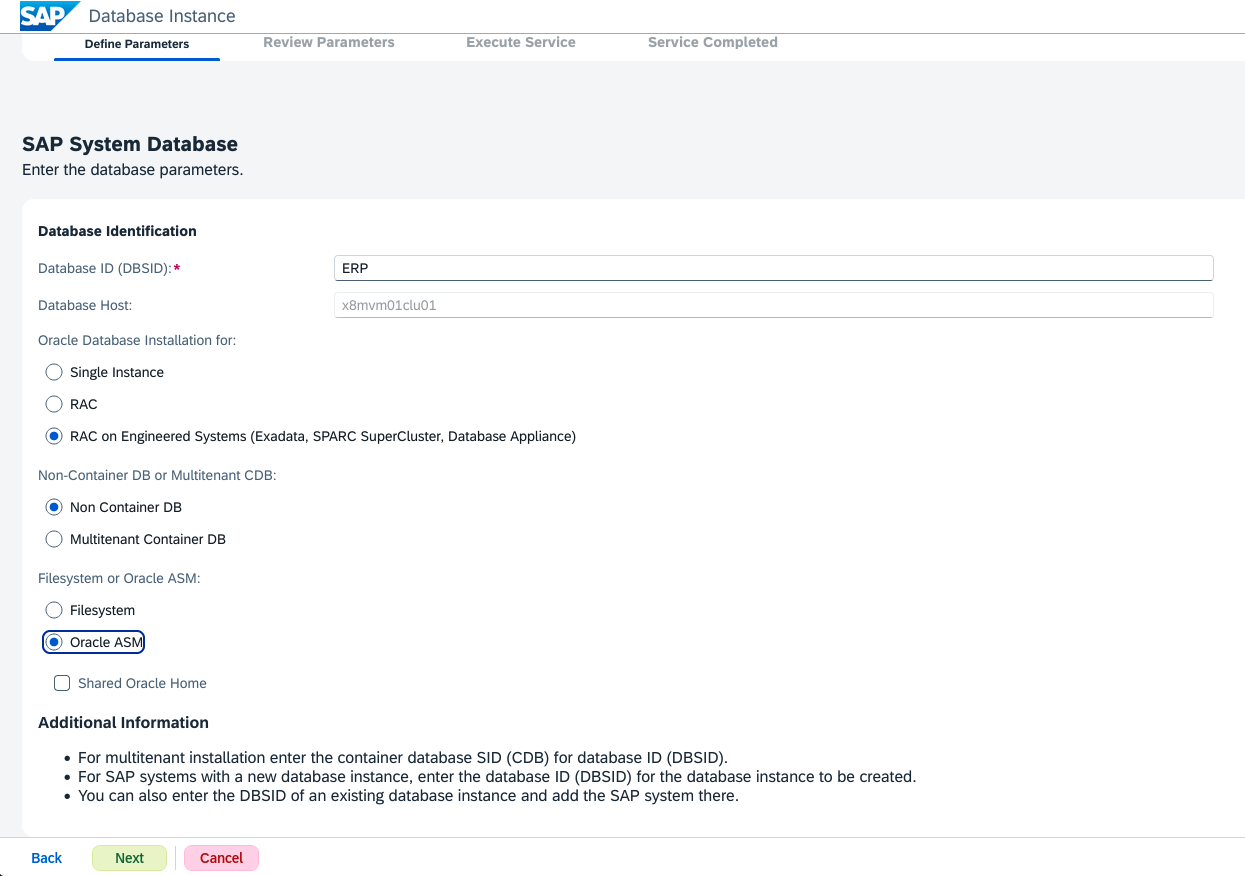 SAP Database Instance
Define Parameters Review Parameters Execute Service Service Completed
SAP System Database
Enter the database parameters.
Database Identification
Database ID (DBSID):* ERP
Database Host: x8mvm01clu01
Oracle Database Installation for:
Single Instance
RAC
RAC on Engineered Systems (Exadata, SPARC SuperCluster, Database Appliance)
Non-Container DB or Multitenant CDB:
Non Container DB
Multitenant Container DB
Filesystem or Oracle ASM:
Filesystem
Oracle ASM
Shared Oracle Home
Additional Information
• For multitenant installation enter the container database SID (CDB) for database ID (DBSID).
• For SAP systems with a new database instance, enter the database ID (DBSID) for the database instance to be created.
• You can also enter the DBSID of an existing database instance and add the SAP system there.
Back Next Cancel